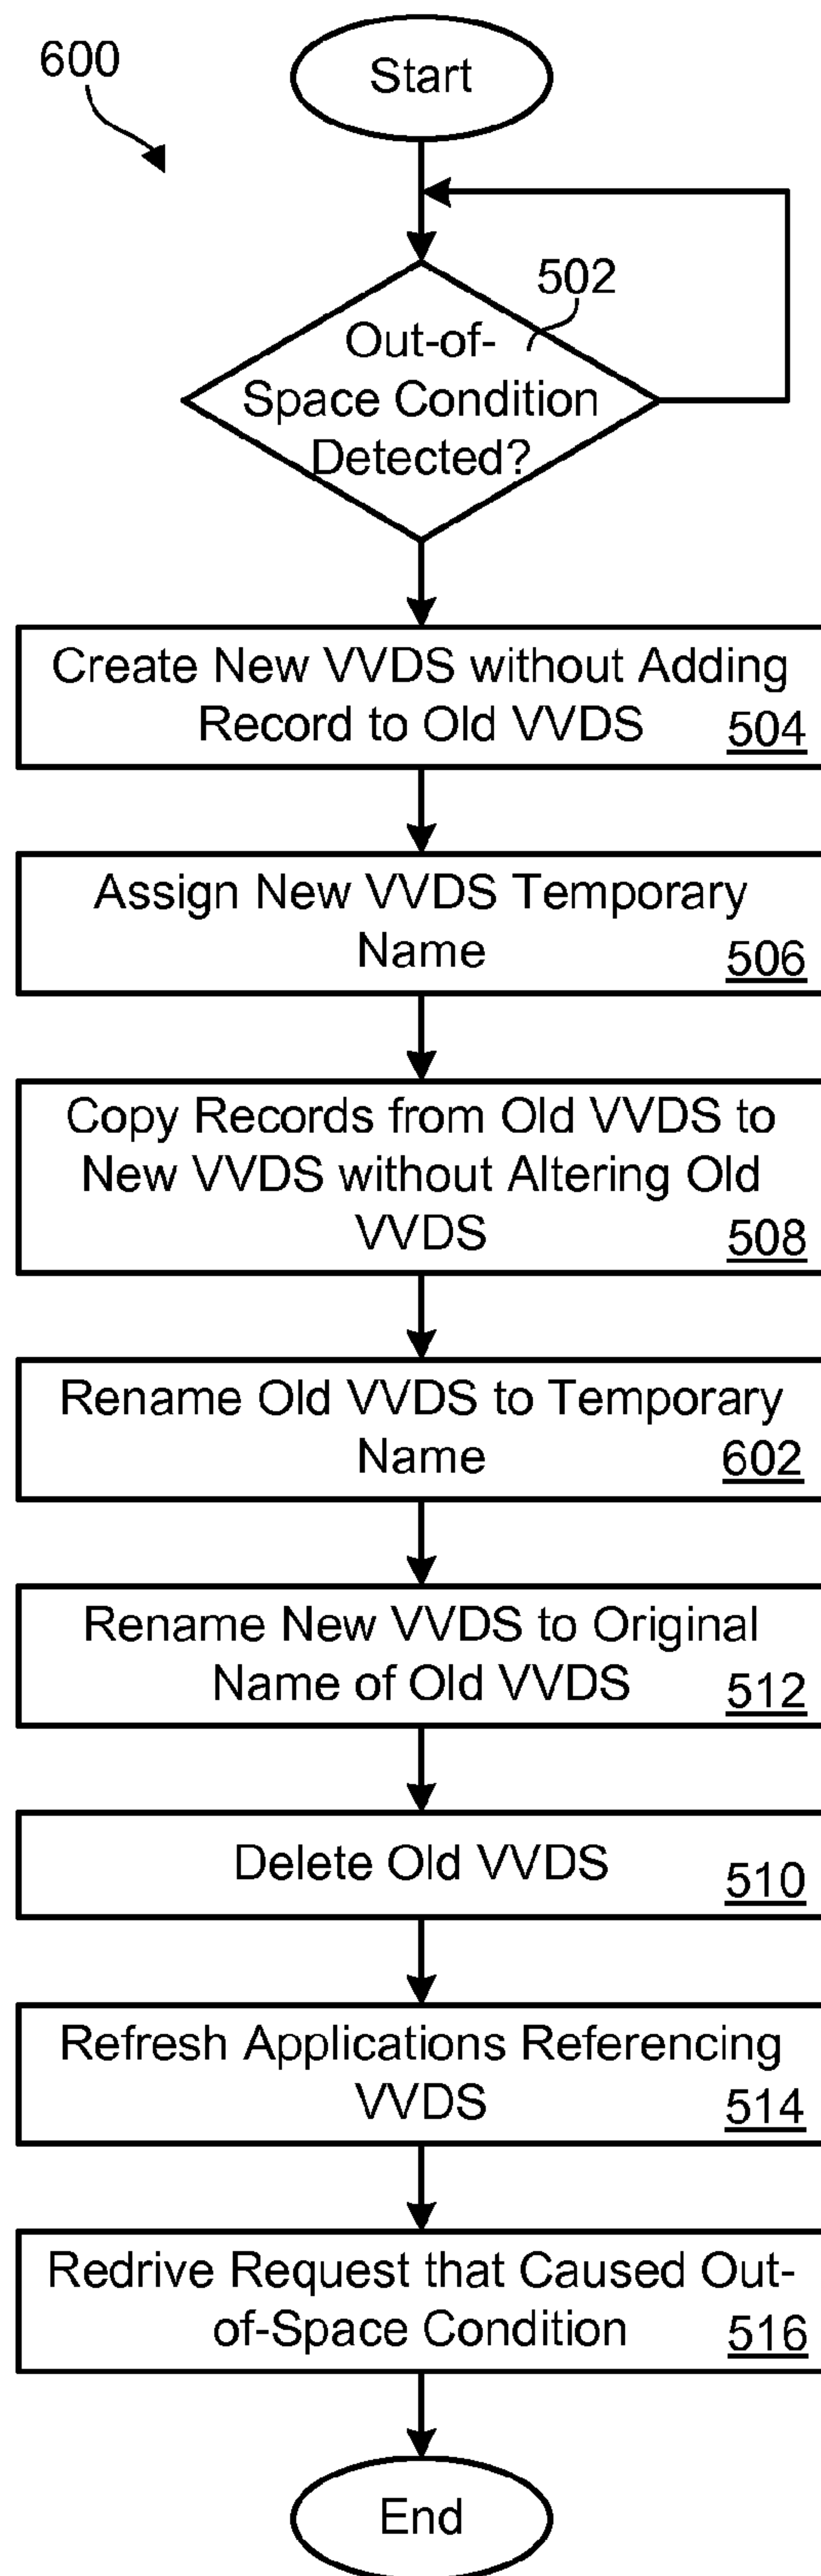 600
Start
502
Out-of-
Space Condition
Detected?
Create New VVDS without Adding
Record to Old VVDS
504
Assign New VVDS Temporary
Name
506
Copy Records from Old VVDS to
New VVDS without Altering Old
VVDS
508
Rename Old VVDS to Temporary
Name
602
Rename New VVDS to Original
Name of Old VVDS
512
Delete Old VVDS
510
Refresh Applications Referencing
VVDS
514
Redrive Request that Caused Out-
of-Space Condition
516
End